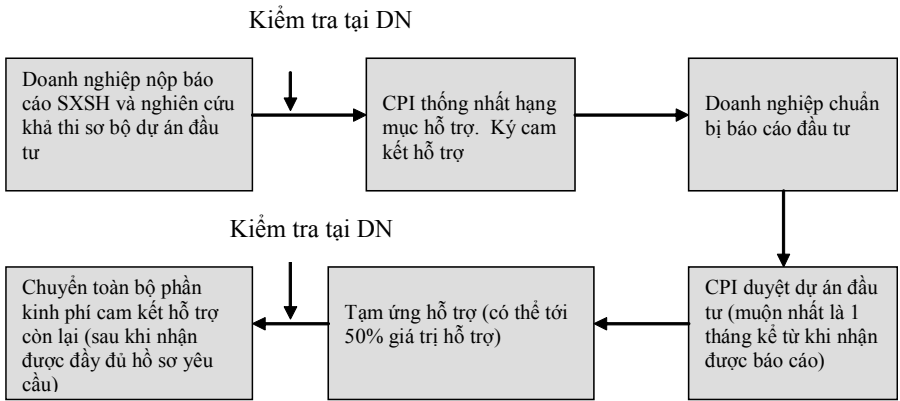 Kiểm tra tại DN
Doanh nghiệp nộp báo
cáo SXSH và nghiên cứu
khả thi sơ bộ dự án đầu
tư
CPI thống nhất hạng
mục hỗ trợ.  Ký cam
kết hỗ trợ
Doanh nghiệp chuẩn
bị báo cáo đầu tư
Kiểm tra tại DN
Chuyển toàn bộ phần
kinh phí cam kết hỗ trợ
còn lại (sau khi nhận
được đầy đủ hồ sơ yêu
cầu)
Tạm ứng hỗ trợ (có thể tới
50% giá trị hỗ trợ)
CPI duyệt dự án đầu
tư (muộn nhất là 1
tháng kể từ khi nhận
được báo cáo)